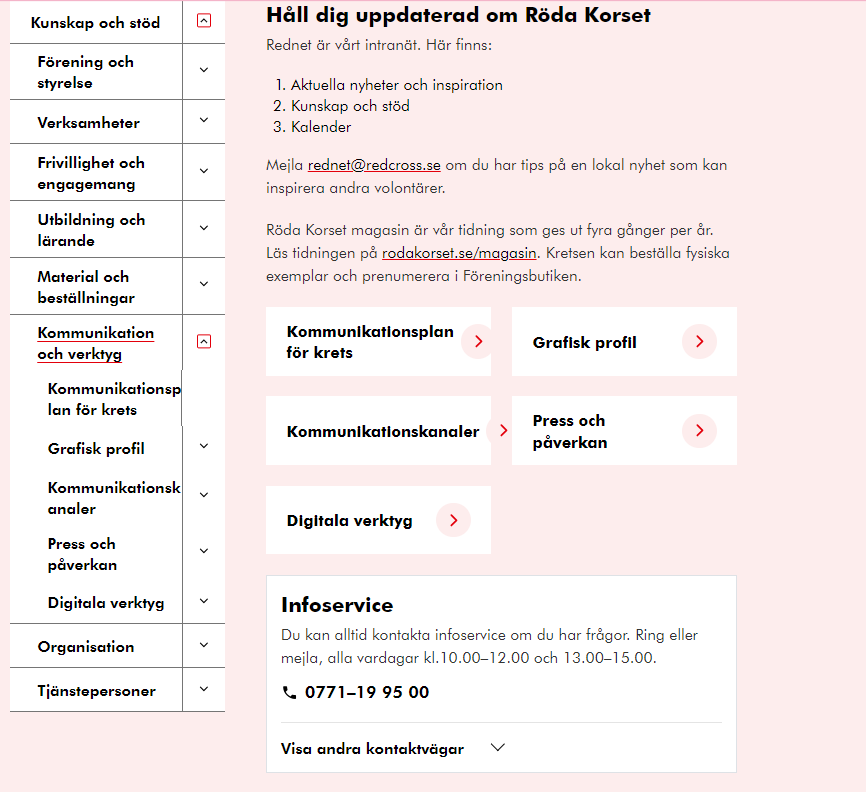 Kunskap och stöd
Förening och
styrelse
Verksamheter
Frivillighet och
engagemang
Utbildning och
lärande
Material och
beställningar
Kommunikation
och verktyg
Kommunikationsp
lan för krets
Grafisk profil
Kommunikationsk
analer
Press och
påverkan
Digitala verktyg
Organisation
Tjänstepersoner
Håll dig uppdaterad om Röda Korset
Rednet är vårt intranät. Här finns:
1. Aktuella nyheter och inspiration
2. Kunskap och stöd
3. Kalender
Mejla rednet@redcross.se om du har tips på en lokal nyhet som kan
inspirera andra volontärer.
Röda Korset magasin är vår tidning som ges ut fyra gånger per år.
Läs tidningen på rodakorset.se/magasin. Kretsen kan beställa fysiska
exemplar och prenumerera i Föreningsbutiken.
Kommunikationsplan
för krets
Grafisk profil
Kommunikationskanaler
Press och
påverkan
Digitala verktyg
Infoservice
Du kan alltid kontakta infoservice om du har frågor. Ring eller
mejla, alla vardagar kl.10.00–12.00 och 13.00–15.00.
0771–19 95 00
Visa andra kontaktvägar